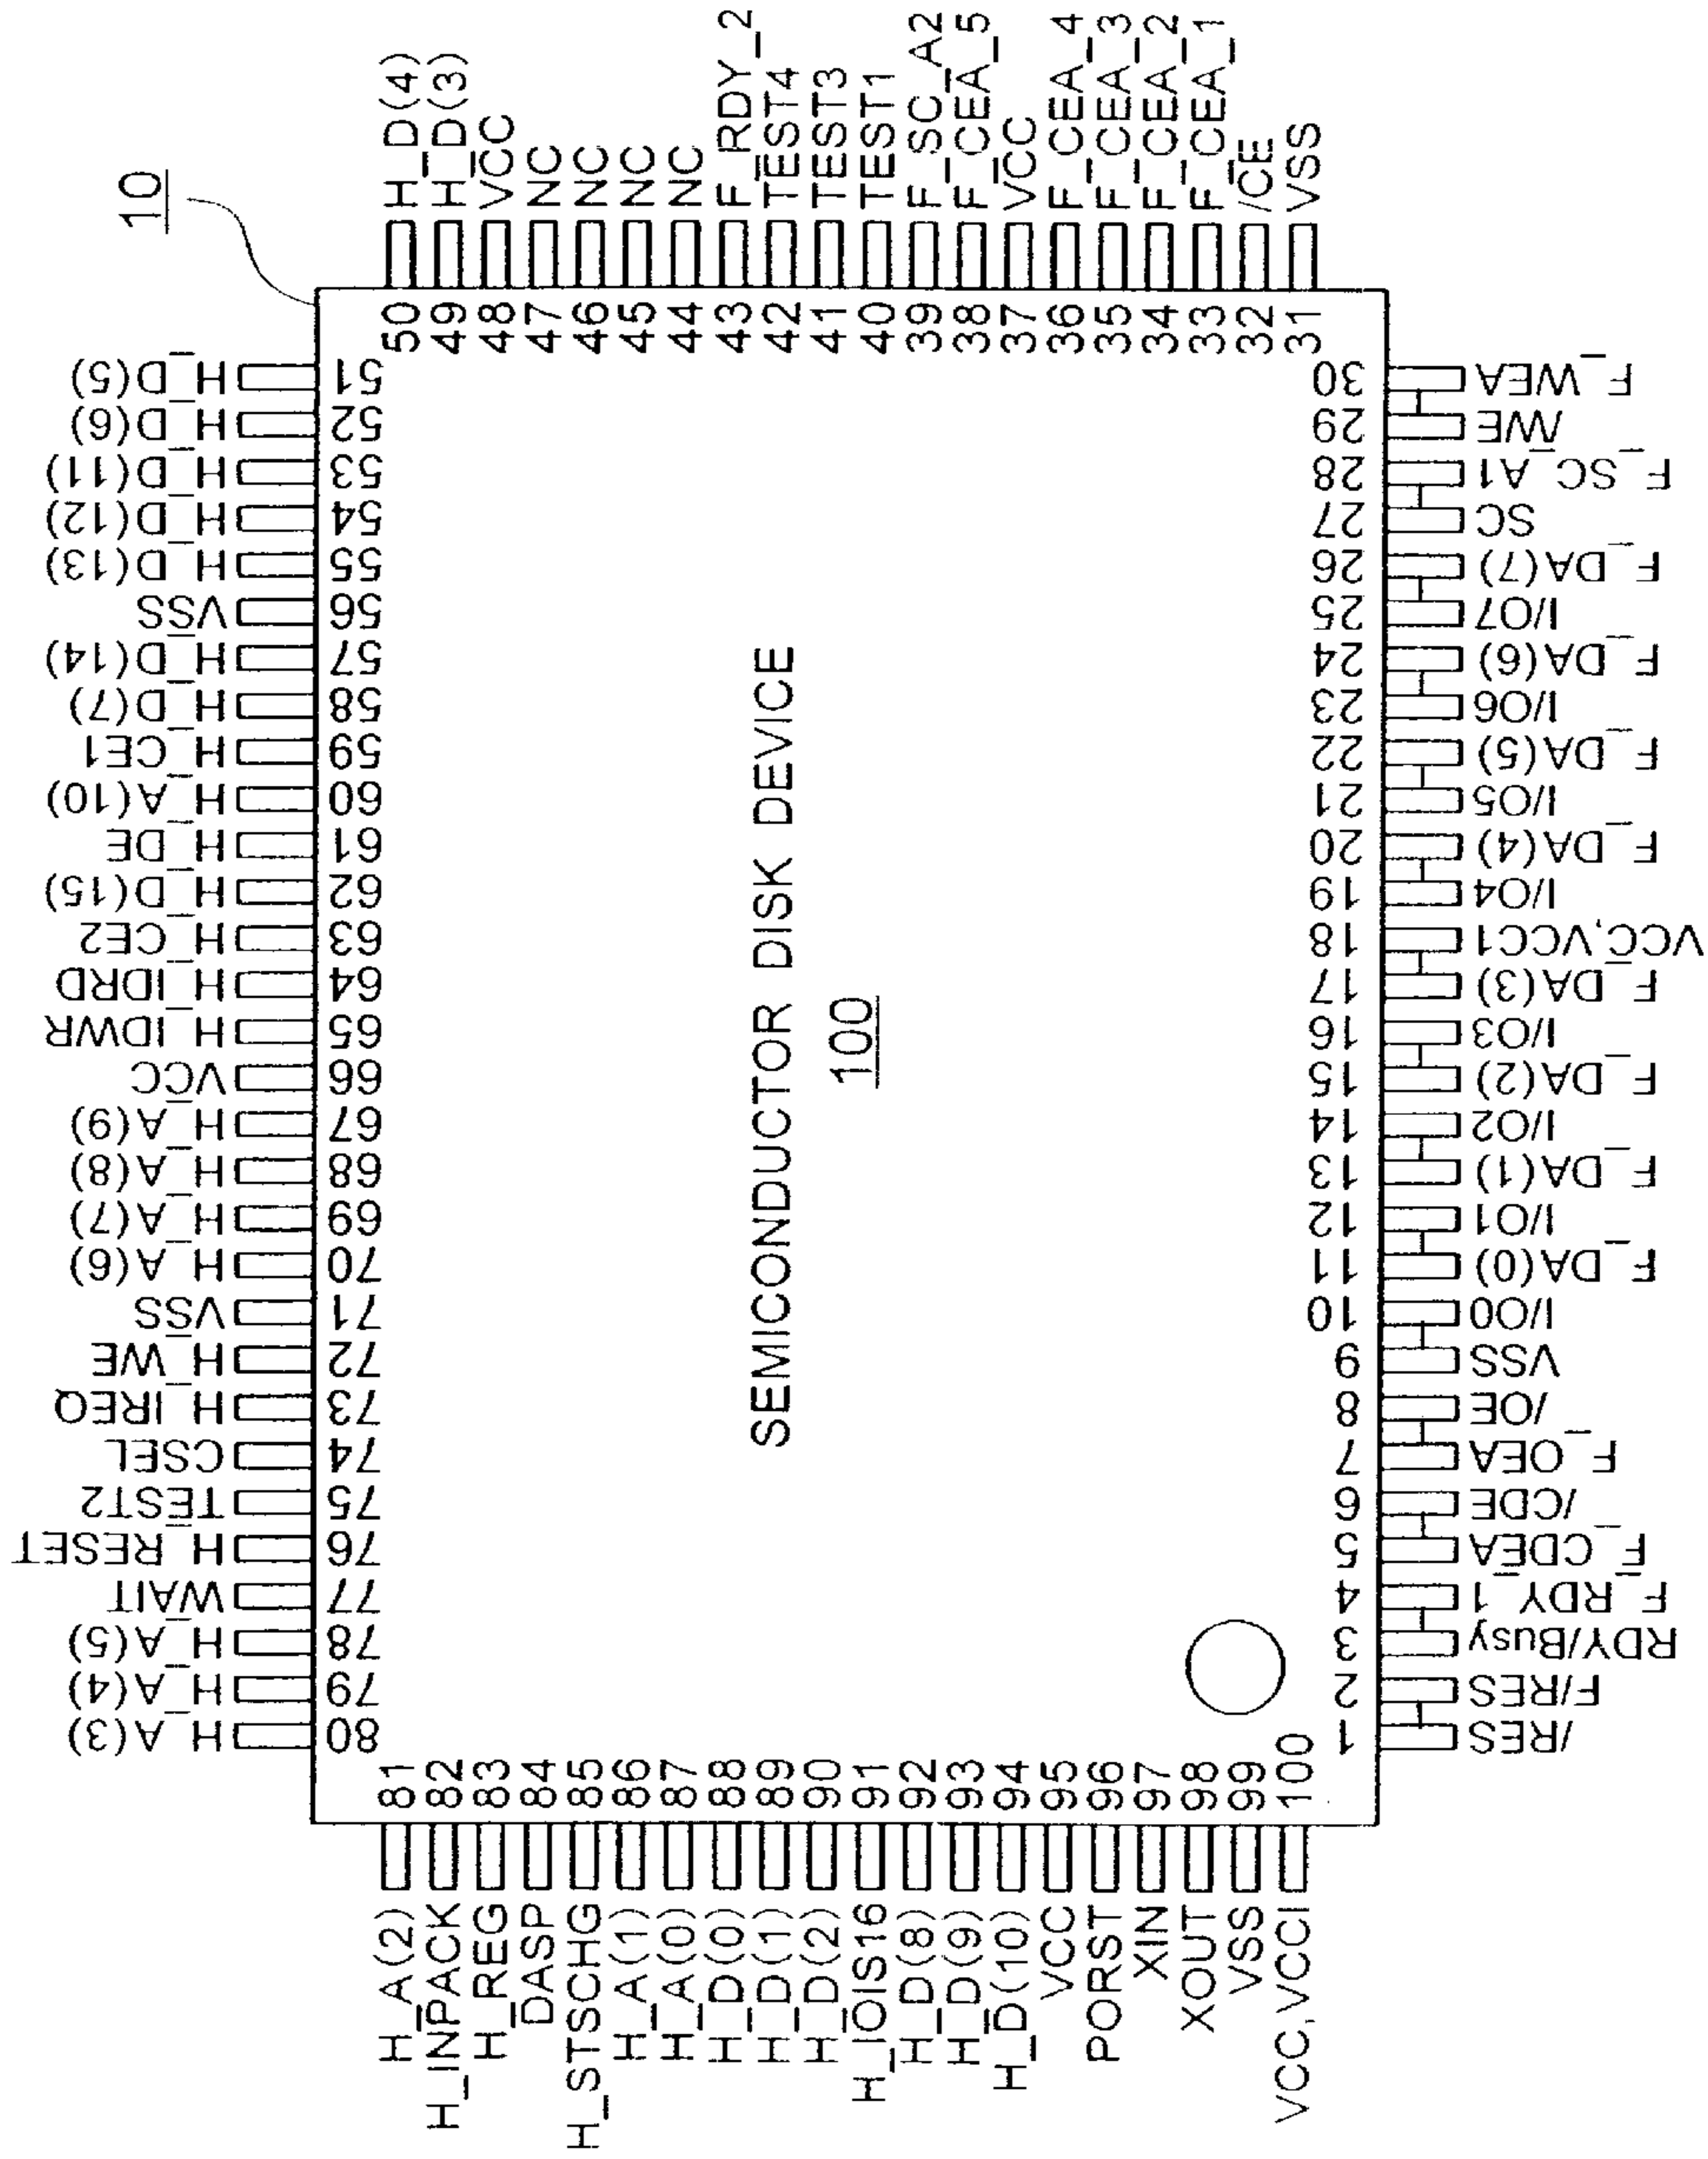 10
H_D(4)
H_D(3)
VCC
NC
NC
NC
NC
F_RDY_2
TEST4
TEST3
TEST1
F_SC_A2
F_CEA_5
VCC
F_CEA_4
F_CEA_3
F_CEA_2
F_CEA_1
/CE
VSS
50
49
48
47
46
45
44
43
42
41
40
39
38
37
36
35
34
33
32
31
H_D(5) 51
H_D(6) 52
H_D(11) 53
H_D(12) 54
H_D(13) 55
VSS 56
H_D(14) 57
H_D(7) 58
H_CE1 59
H_A(10) 60
H_DE 61
H_D(15) 62
H_CE2 63
H_IDRD 64
H_IDWR 65
VCC 66
H_A(9) 67
H_A(8) 68
H_A(7) 69
H_A(6) 70
VSS 71
H_WE 72
H_IREQ 73
CSEL 74
TEST2 75
H_RESET 76
WAIT 77
H_A(5) 78
H_A(4) 79
H_A(3) 80
SEMICONDUCTOR DISK DEVICE
100
30 F_WEA
29 /WE
28 F_SC_A1
27 SC
26 F_DA(7)
25 I/O7
24 F_DA(6)
23 I/O6
22 F_DA(5)
21 I/O5
20 F_DA(4)
19 I/O4
18 VCC,VCC1
17 F_DA(3)
16 I/O3
15 F_DA(2)
14 I/O2
13 F_DA(1)
12 I/O1
11 F_DA(0)
10 I/O0
9 VSS
8 /OE
7 F_OEA
6 /CDE
5 F_CDEA
4 F_RDY_1
3 RDY/Busy
2 F/RES
1 /RES
81
82
83
84
85
86
87
88
89
90
91
92
93
94
95
96
97
98
99
100
H_A(2)
H_INPACK
H_REG
DASP
H_STSCHG
H_A(1)
H_A(0)
H_D(0)
H_D(1)
H_D(2)
H_IOIS16
H_D(8)
H_D(9)
H_D(10)
VCC
PORST
XIN
XOUT
VSS
VCC,VCCI